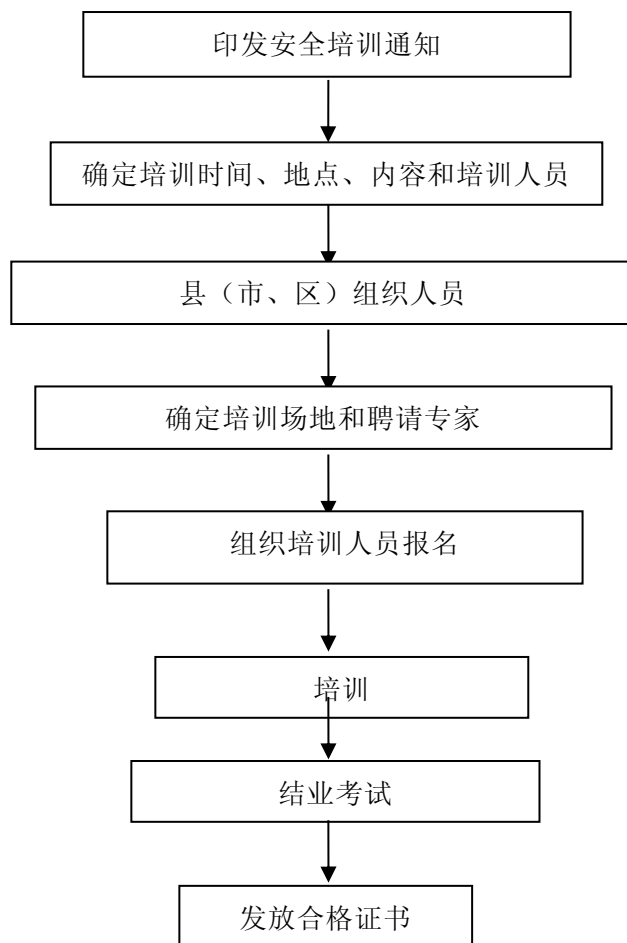 印发安全培训通知
确定培训时间、地点、内容和培训人员
县（市、区）组织人员
确定培训场地和聘请专家
组织培训人员报名
培训
结业考试
发放合格证书